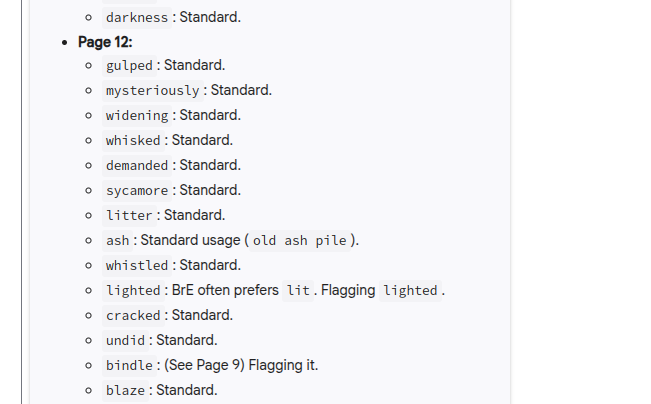 darkness : Standard.
Page 12:
gulped : Standard.
mysteriously : Standard.
widening : Standard.
whisked : Standard.
demanded : Standard.
sycamore : Standard.
litter : Standard.
ash : Standard usage ( old ash pile ).
whistled : Standard.
lighted : BrE often prefers lit . Flagging lighted .
cracked : Standard.
undid : Standard.
bindle : (See Page 9) Flagging it.
blaze : Standard.